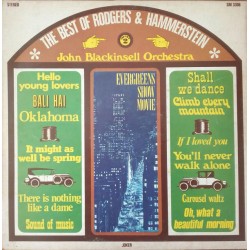 STEREO
THE BEST OF RODGERS & HAMMERSTEIN
John Blackinsell Orchestra
Hello
young lovers
BALI HAI
Oklahoma
It might as
well be spring
There is nothing
like a dame
Sound of music
EVERGREENS
SHOW
MOVIE
Shall
we dance
Climb every
mountain
If I loved you
You'll never
walk alone
Carousel waltz
Oh, what a
beautiful morning
JOKER